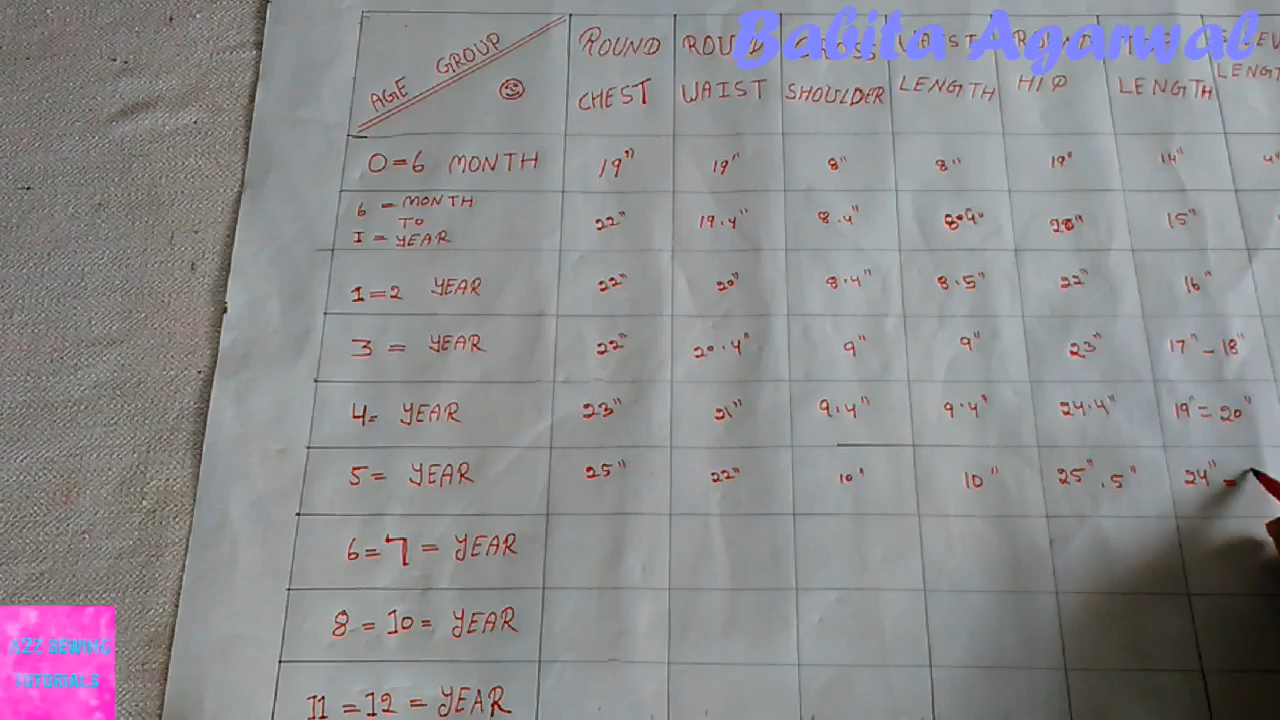 Babita Agarwal
AGE GROUP
ROUND CHEST
ROUND WAIST
CROSS SHOULDER
WAIST LENGTH
ROUND HIP
LENGTH
LENGTH
0=6 MONTH 19" 19" 8" 8" 19" 14" 4"
6 - MONTH TO 1 = YEAR 22" 19.4" 8.4" 15"
1=2 YEAR 22" 20" 8.4" 8.5" 22" 16"
3 = YEAR 22" 20.4" 9" 9" 23" 17" - 18"
4= YEAR 23" 21" 9.4" 9.4" 24.4" 19" = 20"
5= YEAR 25" 22" 10" 10" 25".5" 24" =
6=7 = YEAR
8 = 10 = YEAR
11 = 12 = YEAR
A2Z SEWING
TUTORIALS